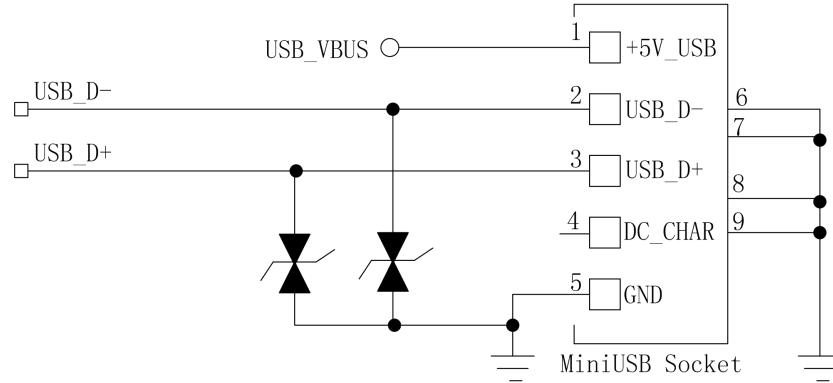 1
USB_VBUS
+5V_USB
USB_D-
2
USB_D-
6
7
USB_D+
3
USB_D+
8
4
DC_CHAR
9
5
GND
MiniUSB Socket